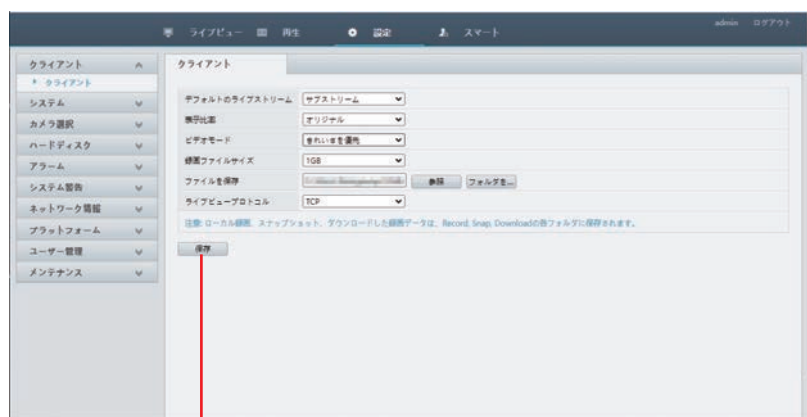 admin ログアウト
ライブビュー 再生 設定 スマート
クライアント
クライアント
システム
カメラ選択
ハードディスク
アラーム
システム警告
ネットワーク情報
プラットフォーム
ユーザー管理
メンテナンス
クライアント
デフォルトのライブストリーム サブストリーム
表示比率 オリジナル
ビデオモード きれいさを優先
録画ファイルサイズ 1GB
ファイルを保存 参照 フォルダを...
ライブビュープロトコル TCP
注意: ローカル録画、スナップショット、ダウンロードした録画データは、Record, Snap, Downloadの各フォルダに保存されます。
保存